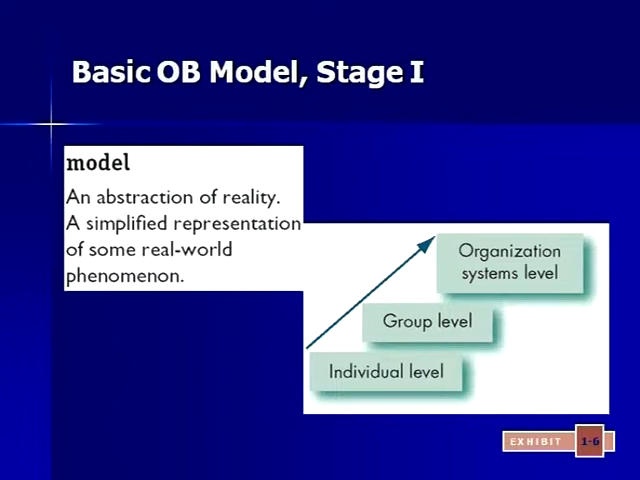 Basic OB Model, Stage I
model
An abstraction of reality.
A simplified representation
of some real-world
phenomenon.
Organization
systems level
Group level
Individual level
EXHIBIT 1-6